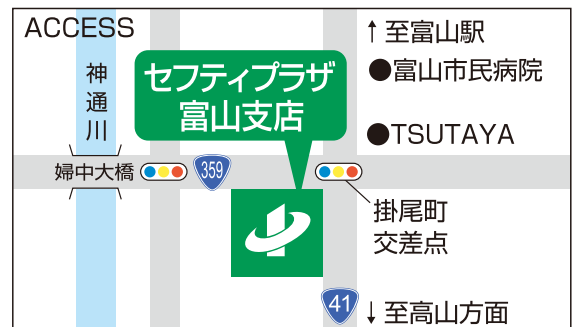 ACCESS
↑ 至富山駅
●富山市民病院
セフティプラザ
富山支店
神通川
●TSUTAYA
婦中大橋
359
掛尾町
交差点
41
↓ 至高山方面